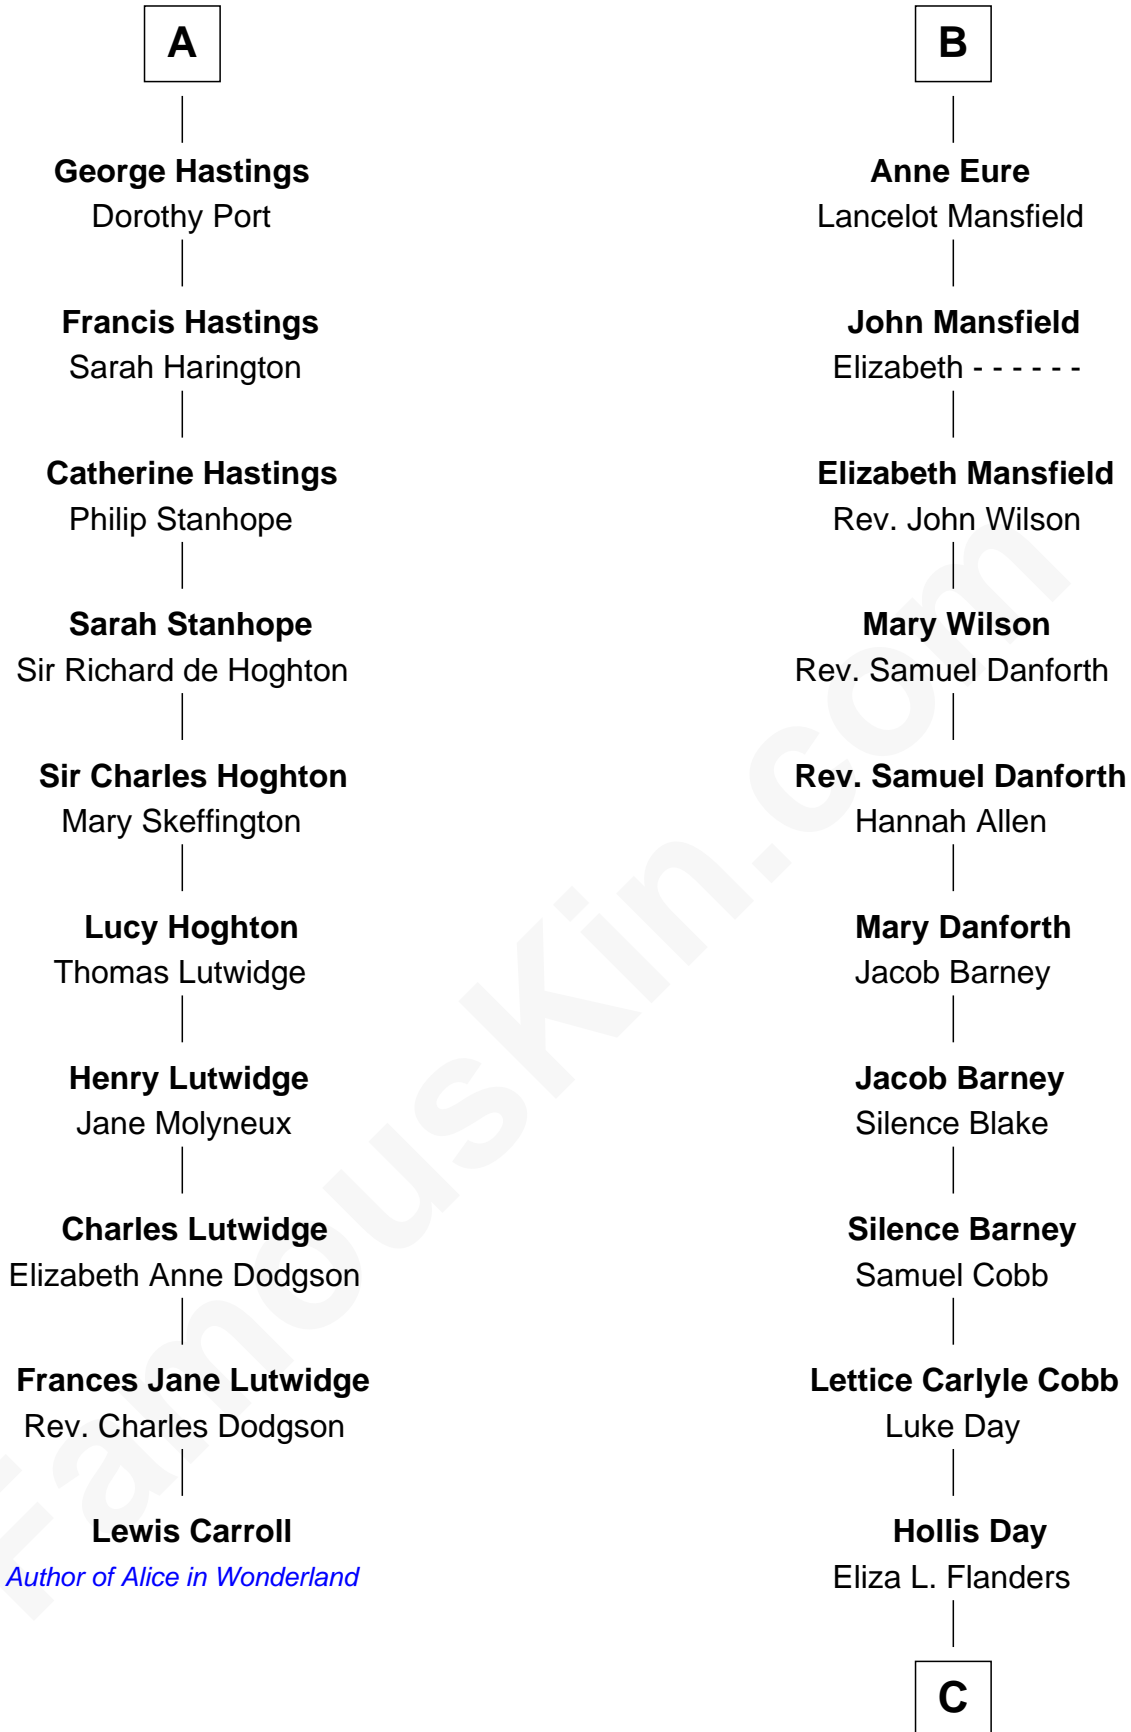 A
George Hastings
Dorothy Port
Francis Hastings
Sarah Harington
Catherine Hastings
Philip Stanhope
Sarah Stanhope
Sir Richard de Hoghton
Sir Charles Hoghton
Mary Skeffington
Lucy Hoghton
Thomas Lutwidge
Henry Lutwidge
Jane Molyneux
Charles Lutwidge
Elizabeth Anne Dodgson
Frances Jane Lutwidge
Rev. Charles Dodgson
Lewis Carroll
Author of Alice in Wonderland
B
Anne Eure
Lancelot Mansfield
John Mansfield
Elizabeth - - - - - -
Elizabeth Mansfield
Rev. John Wilson
Mary Wilson
Rev. Samuel Danforth
Rev. Samuel Danforth
Hannah Allen
Mary Danforth
Jacob Barney
Jacob Barney
Silence Blake
Silence Barney
Samuel Cobb
Lettice Carlyle Cobb
Luke Day
Hollis Day
Eliza L. Flanders
C
FamousKin.com